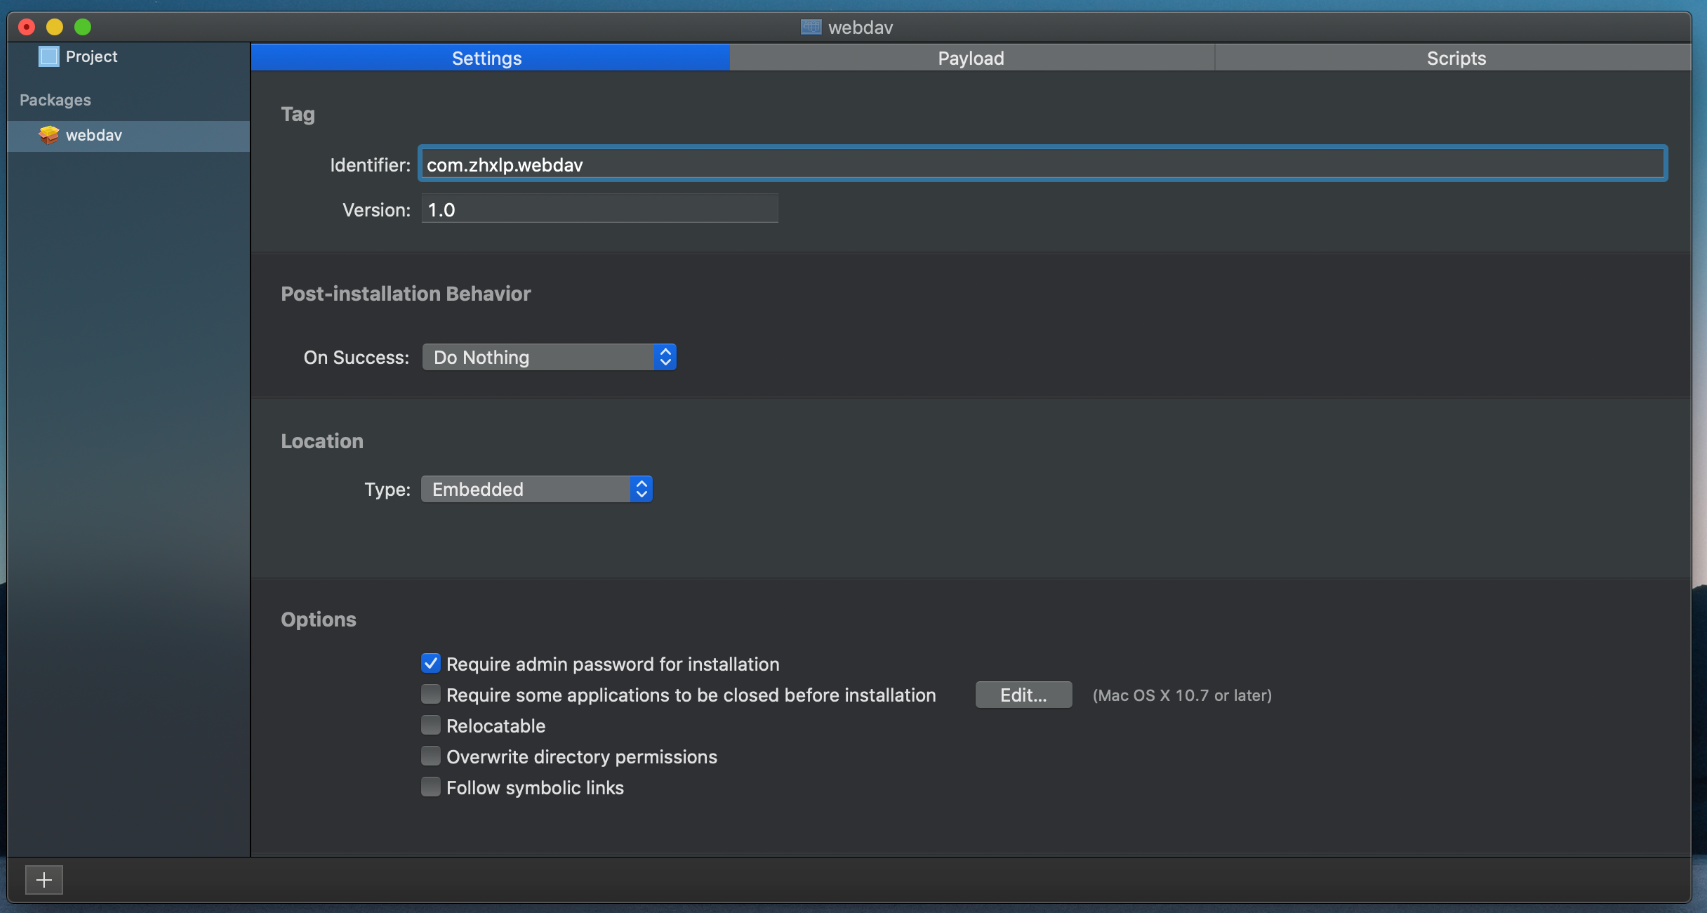 webdav
Project
Packages
webdav
Settings
Payload
Scripts
Tag
Identifier: com.zhxlp.webdav
Version: 1.0
Post-installation Behavior
On Success: Do Nothing
Location
Type: Embedded
Options
Require admin password for installation
Require some applications to be closed before installation Edit... (Mac OS X 10.7 or later)
Relocatable
Overwrite directory permissions
Follow symbolic links